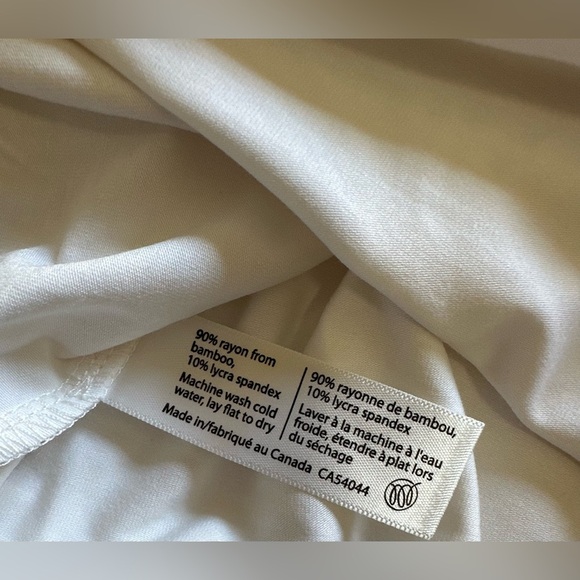 90% rayon from
bamboo,
10% lycra spandex
Machine wash cold
water, lay flat to dry
90% rayonne de bambou,
10% lycra spandex
Laver à la machine à l'eau
froide, étendre à plat lors
du séchage
Made in/fabriqué au Canada CA54044